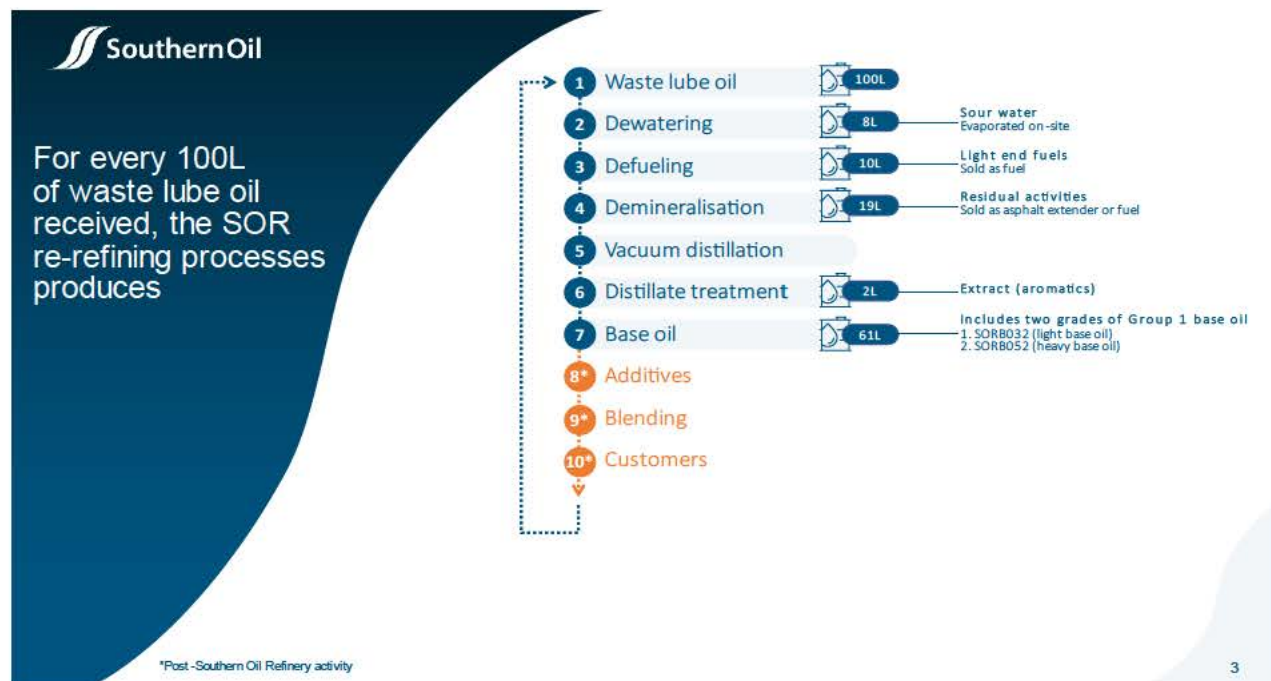 SouthernOil
For every 100L
of waste lube oil
received, the SOR
re-refining processes
produces
1 Waste lube oil 100L
2 Dewatering 8L Sour water
Evaporated on-site
3 Defueling 10L Light end fuels
Sold as fuel
4 Demineralisation 19L Residual activities
Sold as asphalt extender or fuel
5 Vacuum distillation
6 Distillate treatment 2L Extract (aromatics)
7 Base oil 61L Includes two grades of Group 1 base oil
1. SORB032 (light base oil)
2. SORB052 (heavy base oil)
8* Additives
9* Blending
10* Customers
*Post-Southern Oil Refinery activity
3